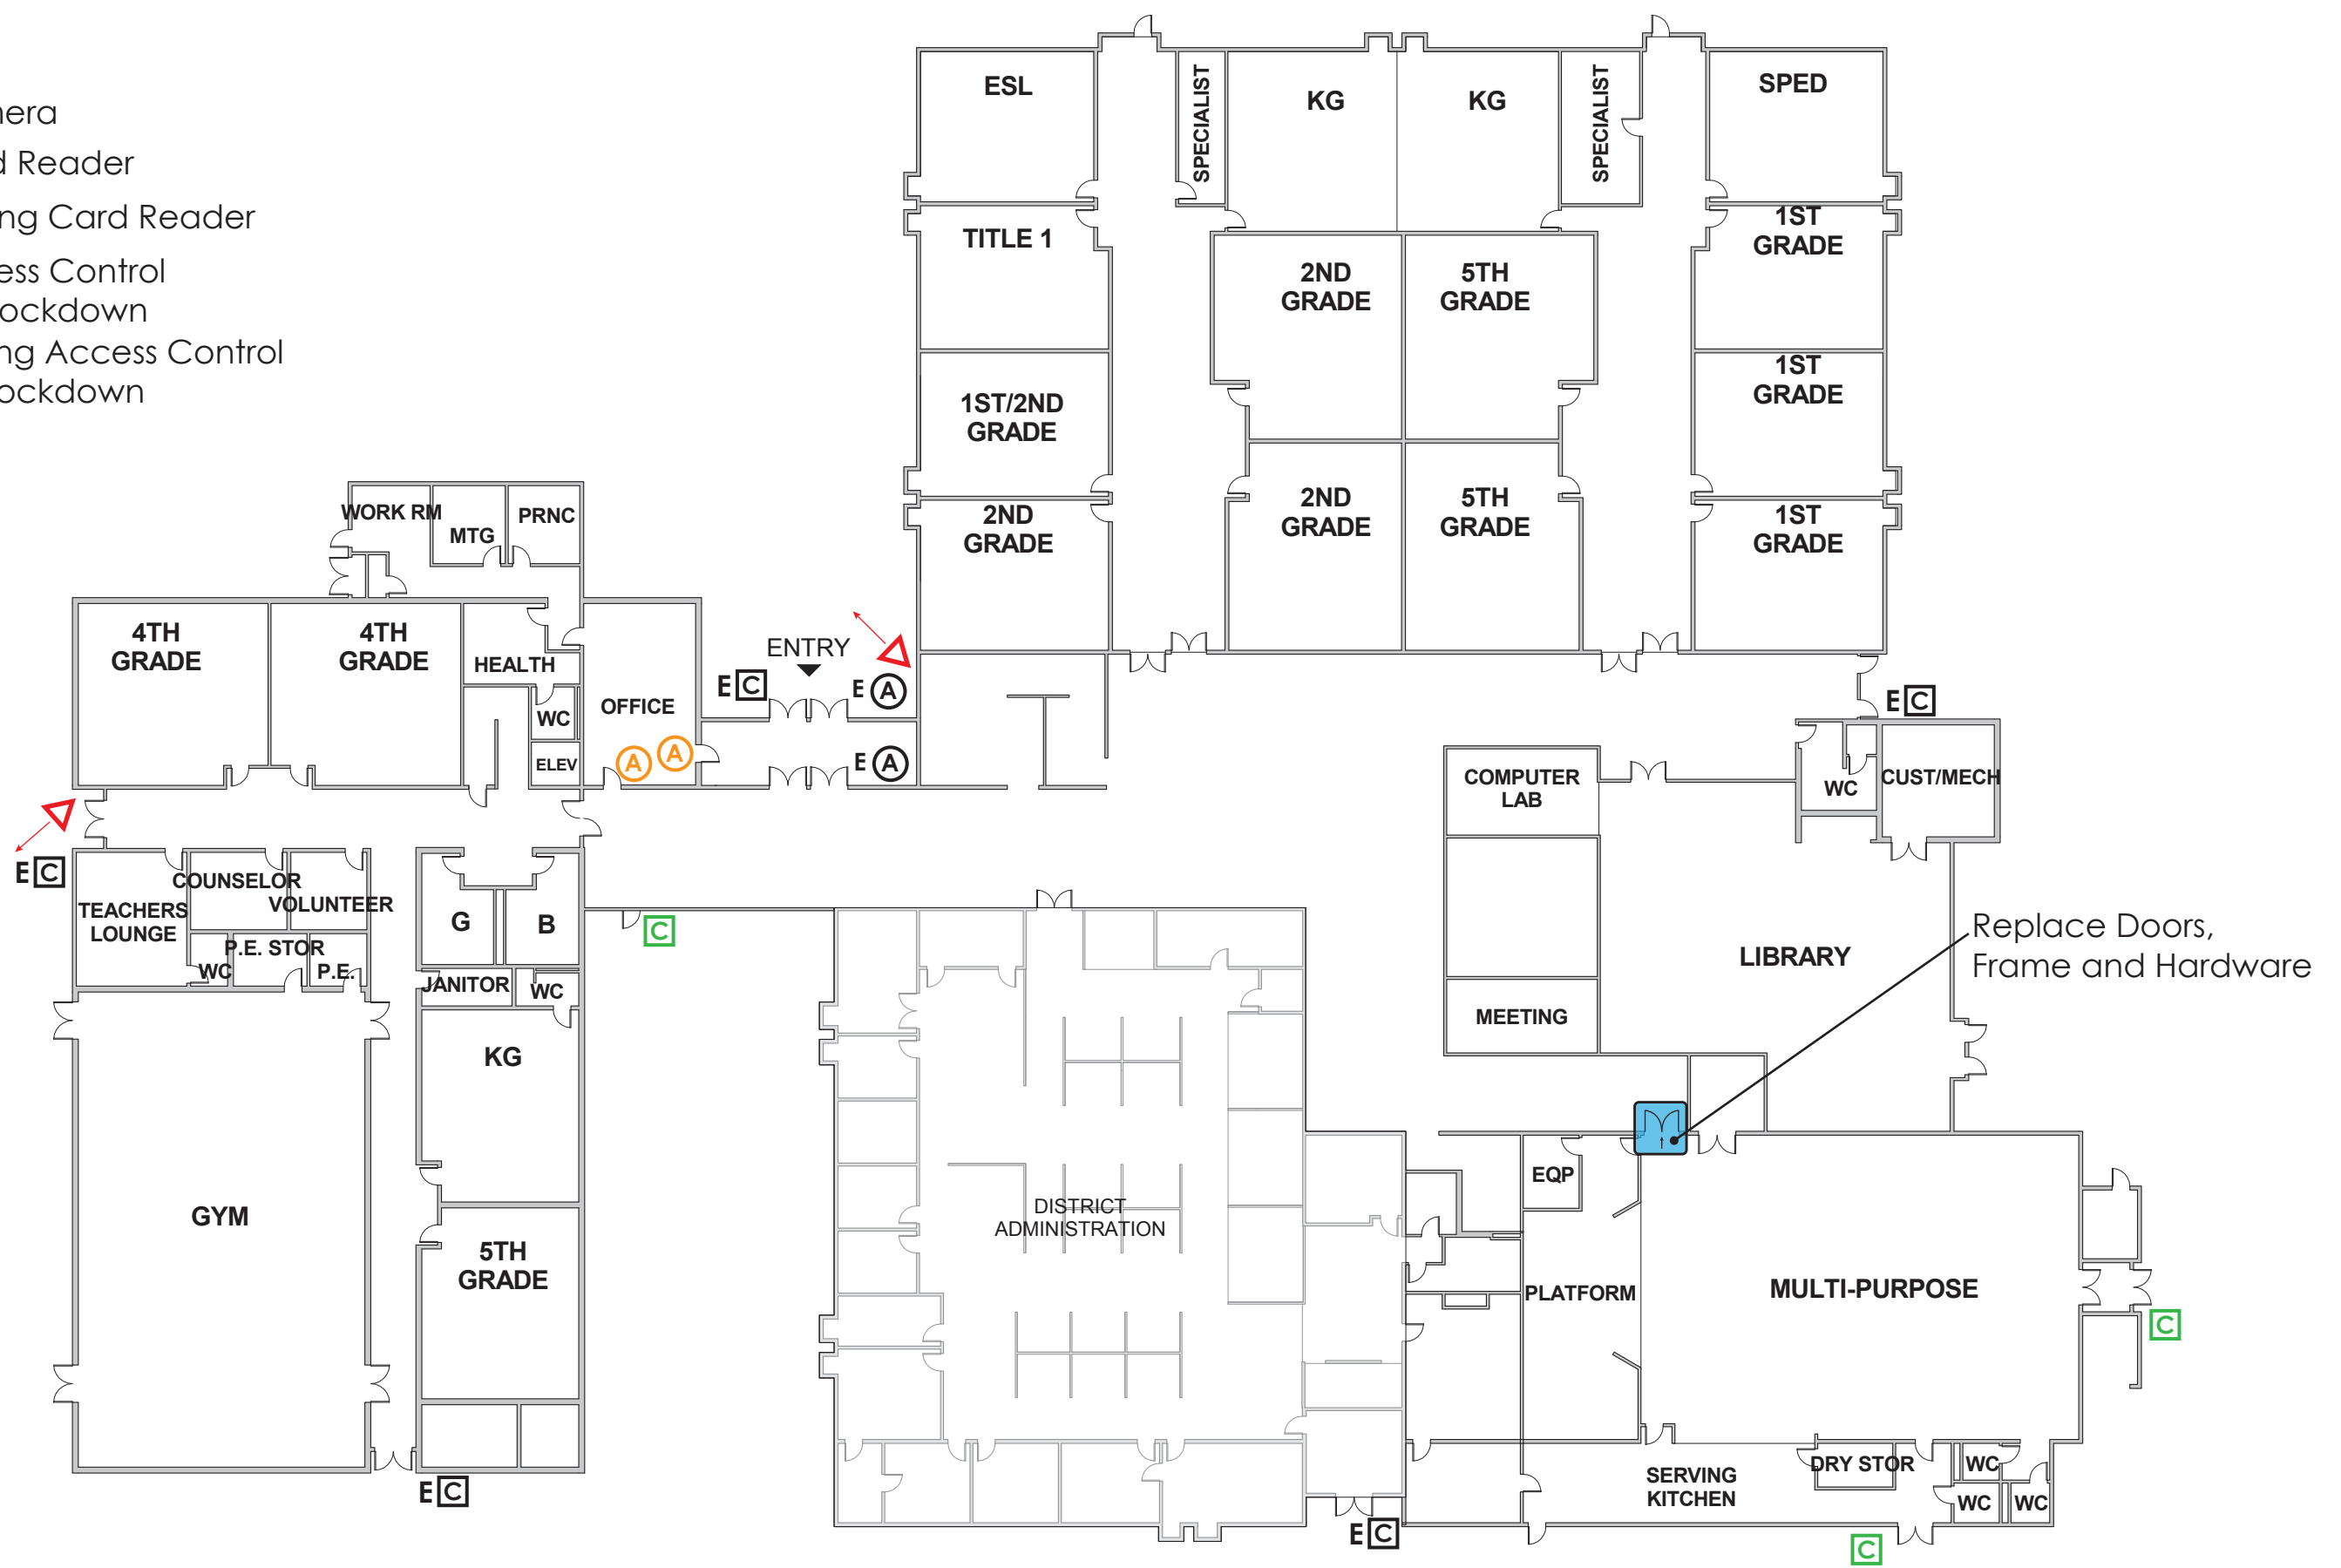 ESL
SPECIALIST
KG
KG
SPECIALIST
SPED
Reader
ng Card Reader
ess Control
ockdown
ng Access Control
ockdown
TITLE 1
1ST
GRADE
2ND
GRADE
5TH
GRADE
1ST
GRADE
1ST/2ND
GRADE
2ND
GRADE
2ND
GRADE
5TH
GRADE
1ST
GRADE
WORK RM
MTG
PRNC
4TH
GRADE
4TH
GRADE
HEALTH
WC
ELEV
OFFICE
A
A
ENTRY
E C
E A
E A
E C
COMPUTER
LAB
WC
CUST/MECH
E C
TEACHERS
LOUNGE
COUNSELOR
VOLUNTEER
WC
P.E. STOR
P.E.
G
B
JANITOR
WC
C
LIBRARY
Replace Doors,
Frame and Hardware
MEETING
KG
GYM
5TH
GRADE
E C
DISTRICT
ADMINISTRATION
EQP
PLATFORM
MULTI-PURPOSE
C
SERVING
KITCHEN
DRY STOR
WC
WC
WC
E C
C